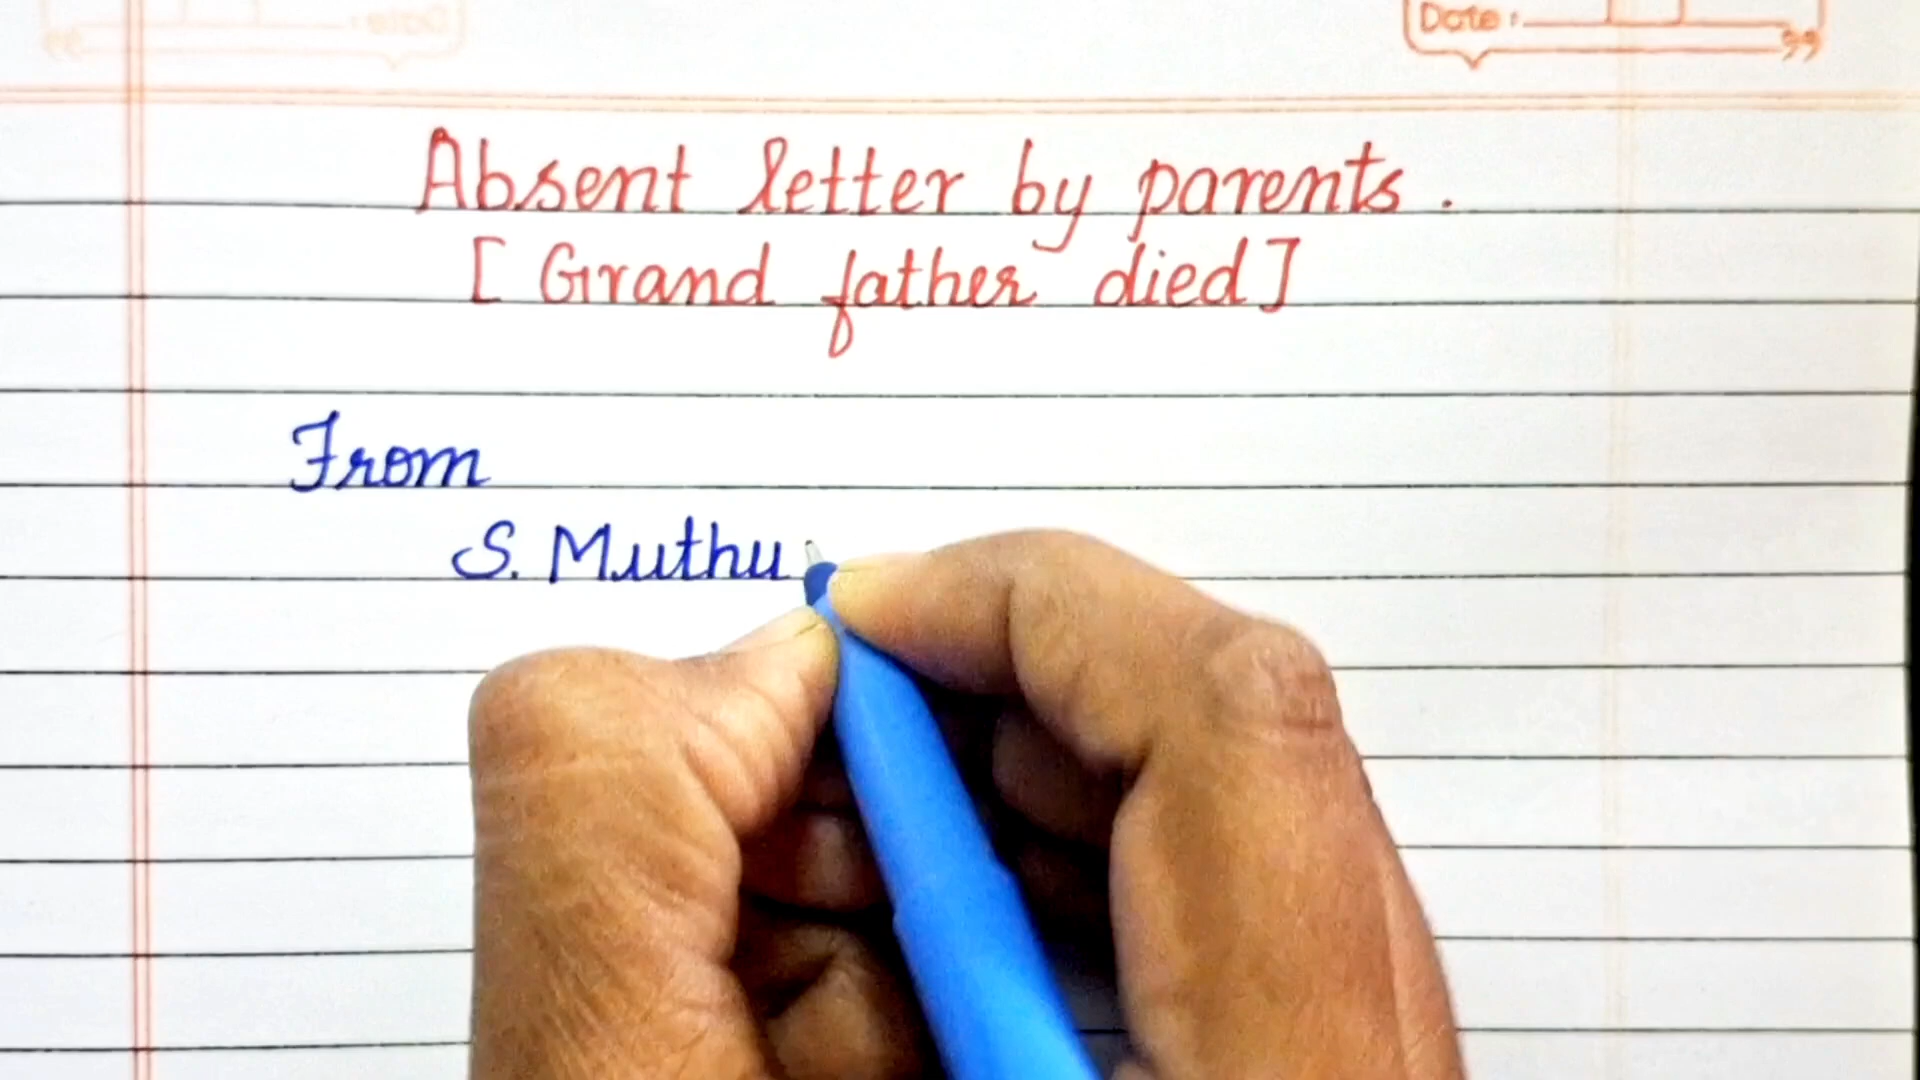 Date :
Absent letter by parents .
[ Grand father died ]
From
S. Muthu